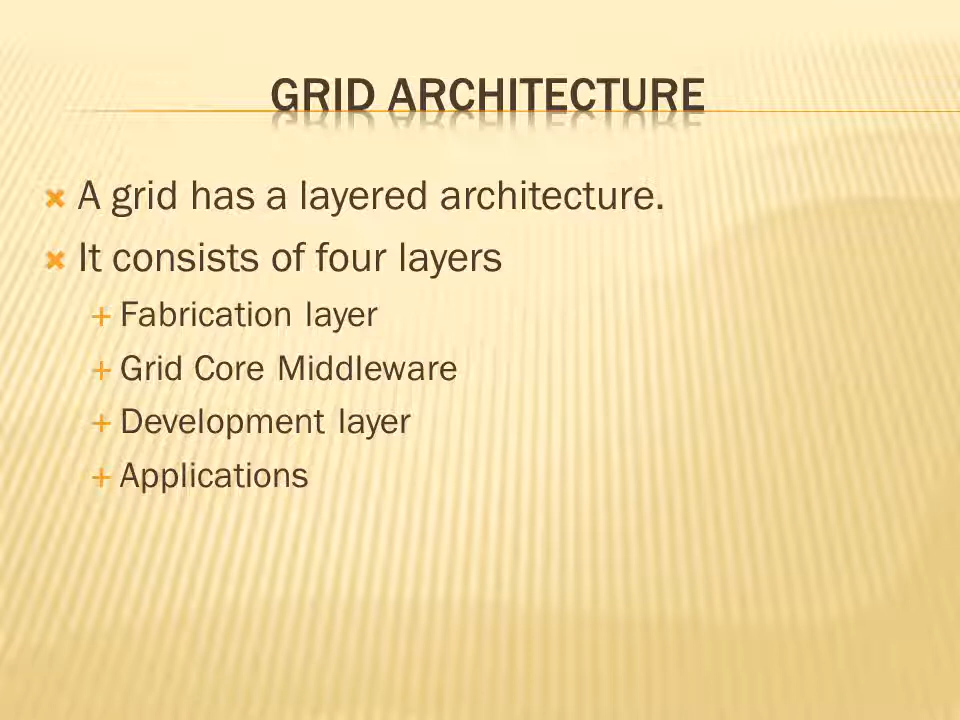 GRID ARCHITECTURE
A grid has a layered architecture.
It consists of four layers
Fabrication layer
Grid Core Middleware
Development layer
Applications